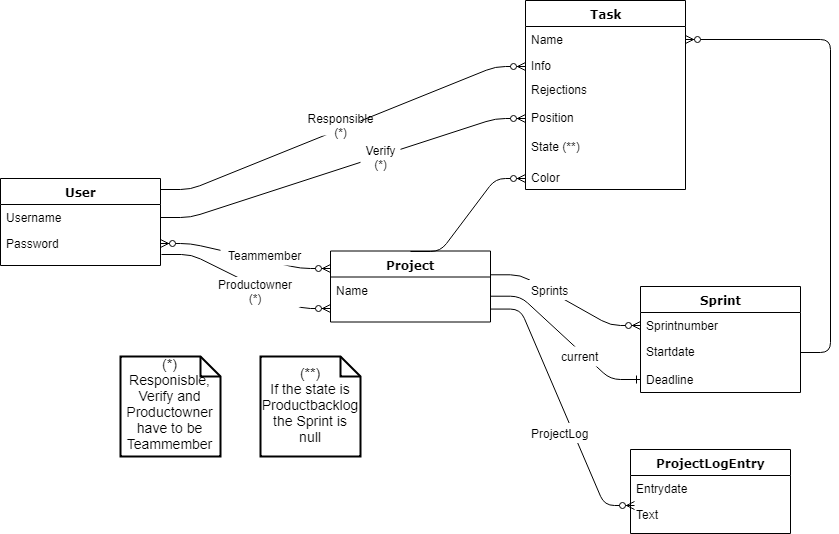 Task
Name
Info
Rejections
Position
State (**)
Color
Responsible
(*)
Verify
(*)
User
Username
Password
Teammember
Productowner
(*)
Project
Name
Sprints
current
ProjectLog
Sprint
Sprintnumber
Startdate
Deadline
ProjectLogEntry
Entrydate
Text
(*)
Responisble,
Verify and
Productowner
have to be
Teammember
(**)
If the state is
Productbacklog
the Sprint is
null